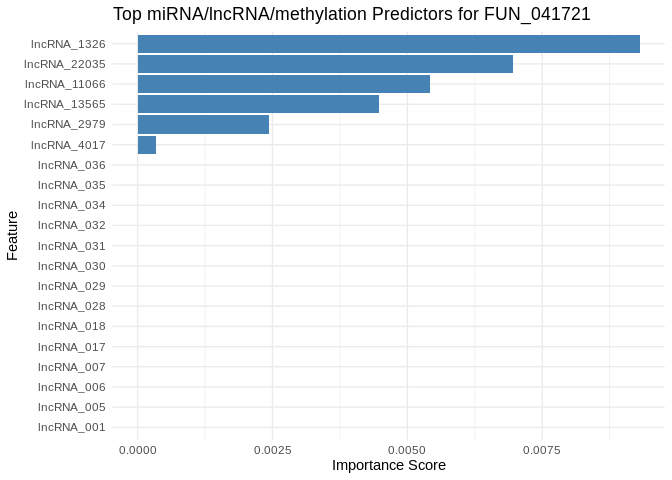 Top miRNA/lncRNA/methylation Predictors for FUN_041721
Feature
lncRNA_1326
lncRNA_22035
lncRNA_11066
lncRNA_13565
lncRNA_2979
lncRNA_4017
lncRNA_036
lncRNA_035
lncRNA_034
lncRNA_032
lncRNA_031
lncRNA_030
lncRNA_029
lncRNA_028
lncRNA_018
lncRNA_017
lncRNA_007
lncRNA_006
lncRNA_005
lncRNA_001
0.0000 0.0025 0.0050 0.0075
Importance Score